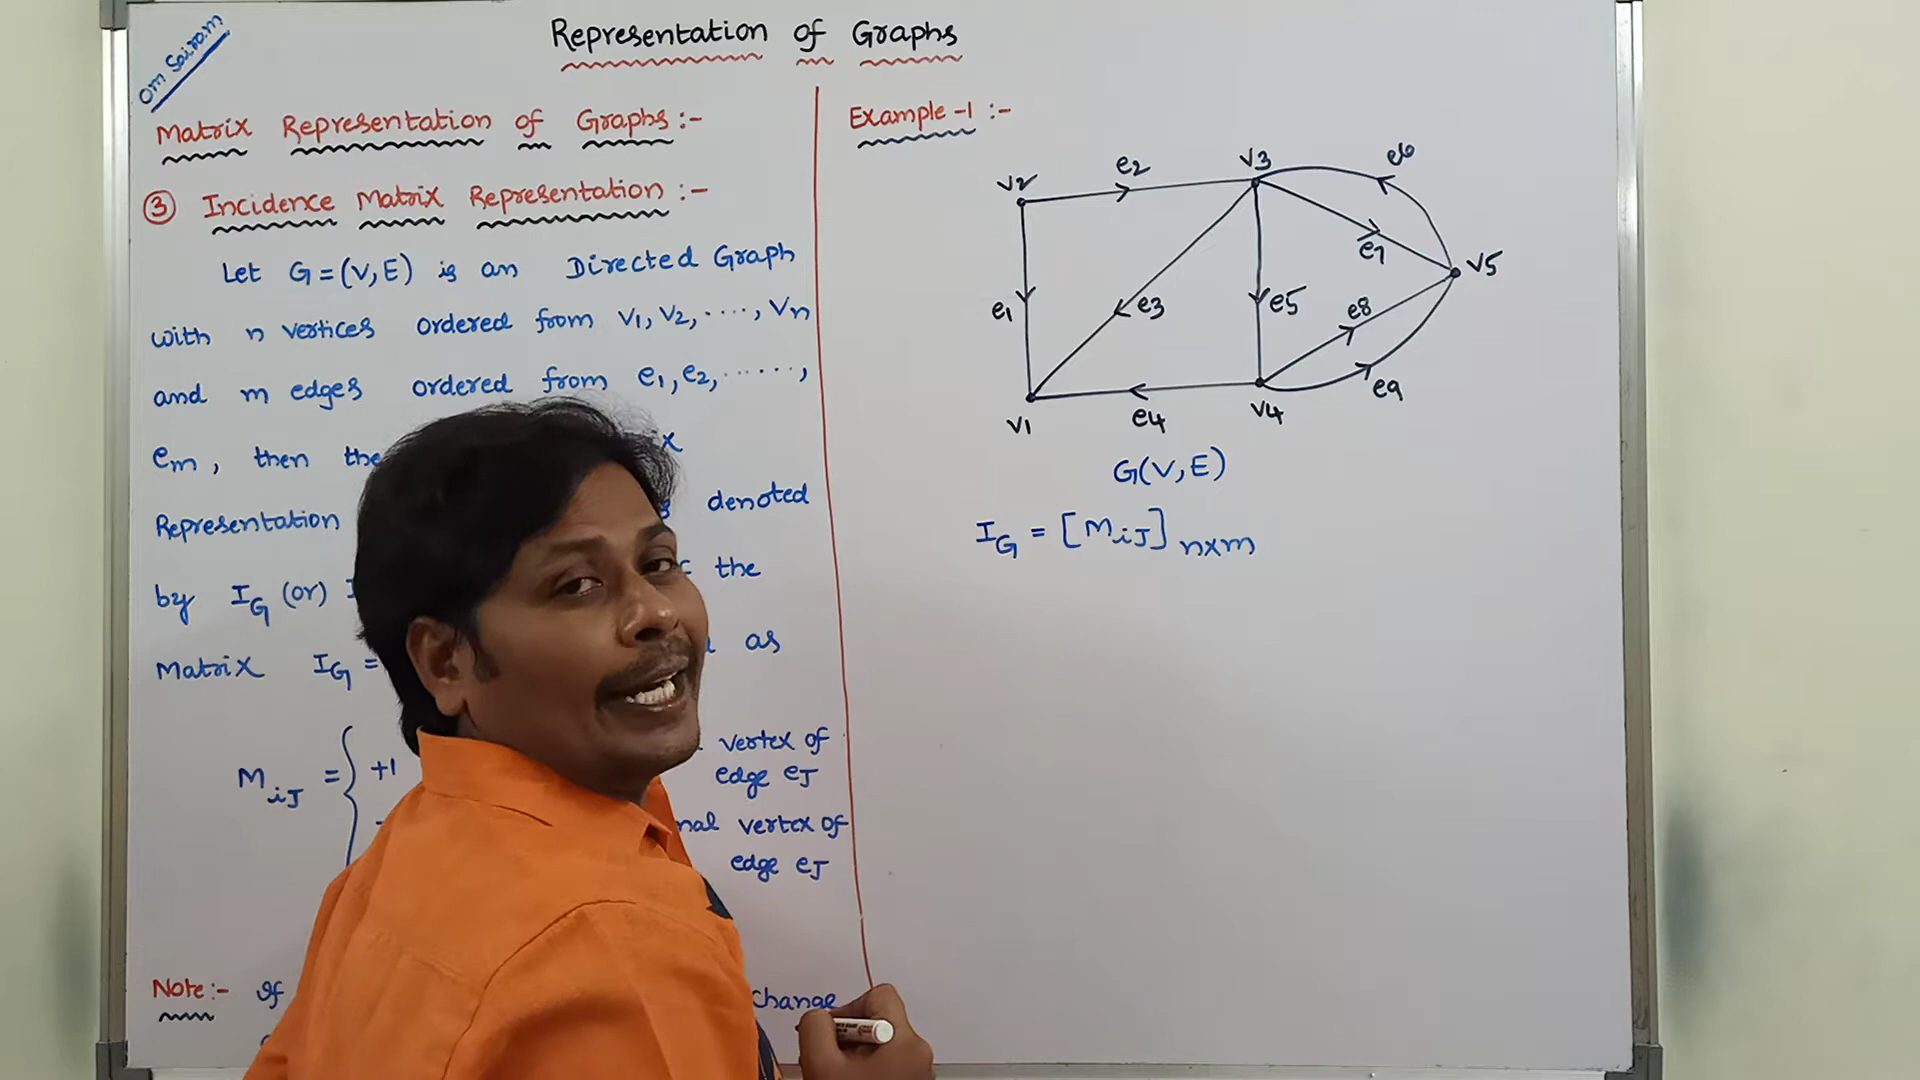 Om Sairam
Representation of Graphs
Matrix Representation of Graphs :-
③ Incidence Matrix Representation :-
Let G = (V, E) is an Directed Graph
with n vertices ordered from v1, v2, ....., vn
and m edges ordered from e1, e2, ......,
em, then the
Representation denoted
by IG (or) the
Matrix IG = as
MiJ = { +1 vertex of
edge eJ
vertex of
edge eJ
Note :- If change
Example -1 :-
v2 e2 v3 e6
e7 v5
e1 e3 e5 e8
v1 e4 v4 e9
G(V, E)
IG = [MiJ] n×m